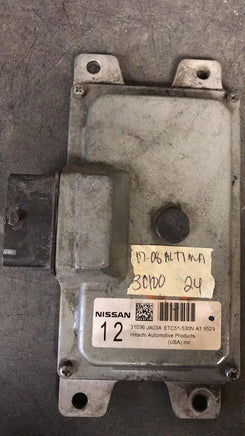 07-08 ALTIMA
3C100 24
NISSAN
12
31036 JA03A ETC51-530N A1 8529
Hitachi Automotive Products
(USA),Inc.